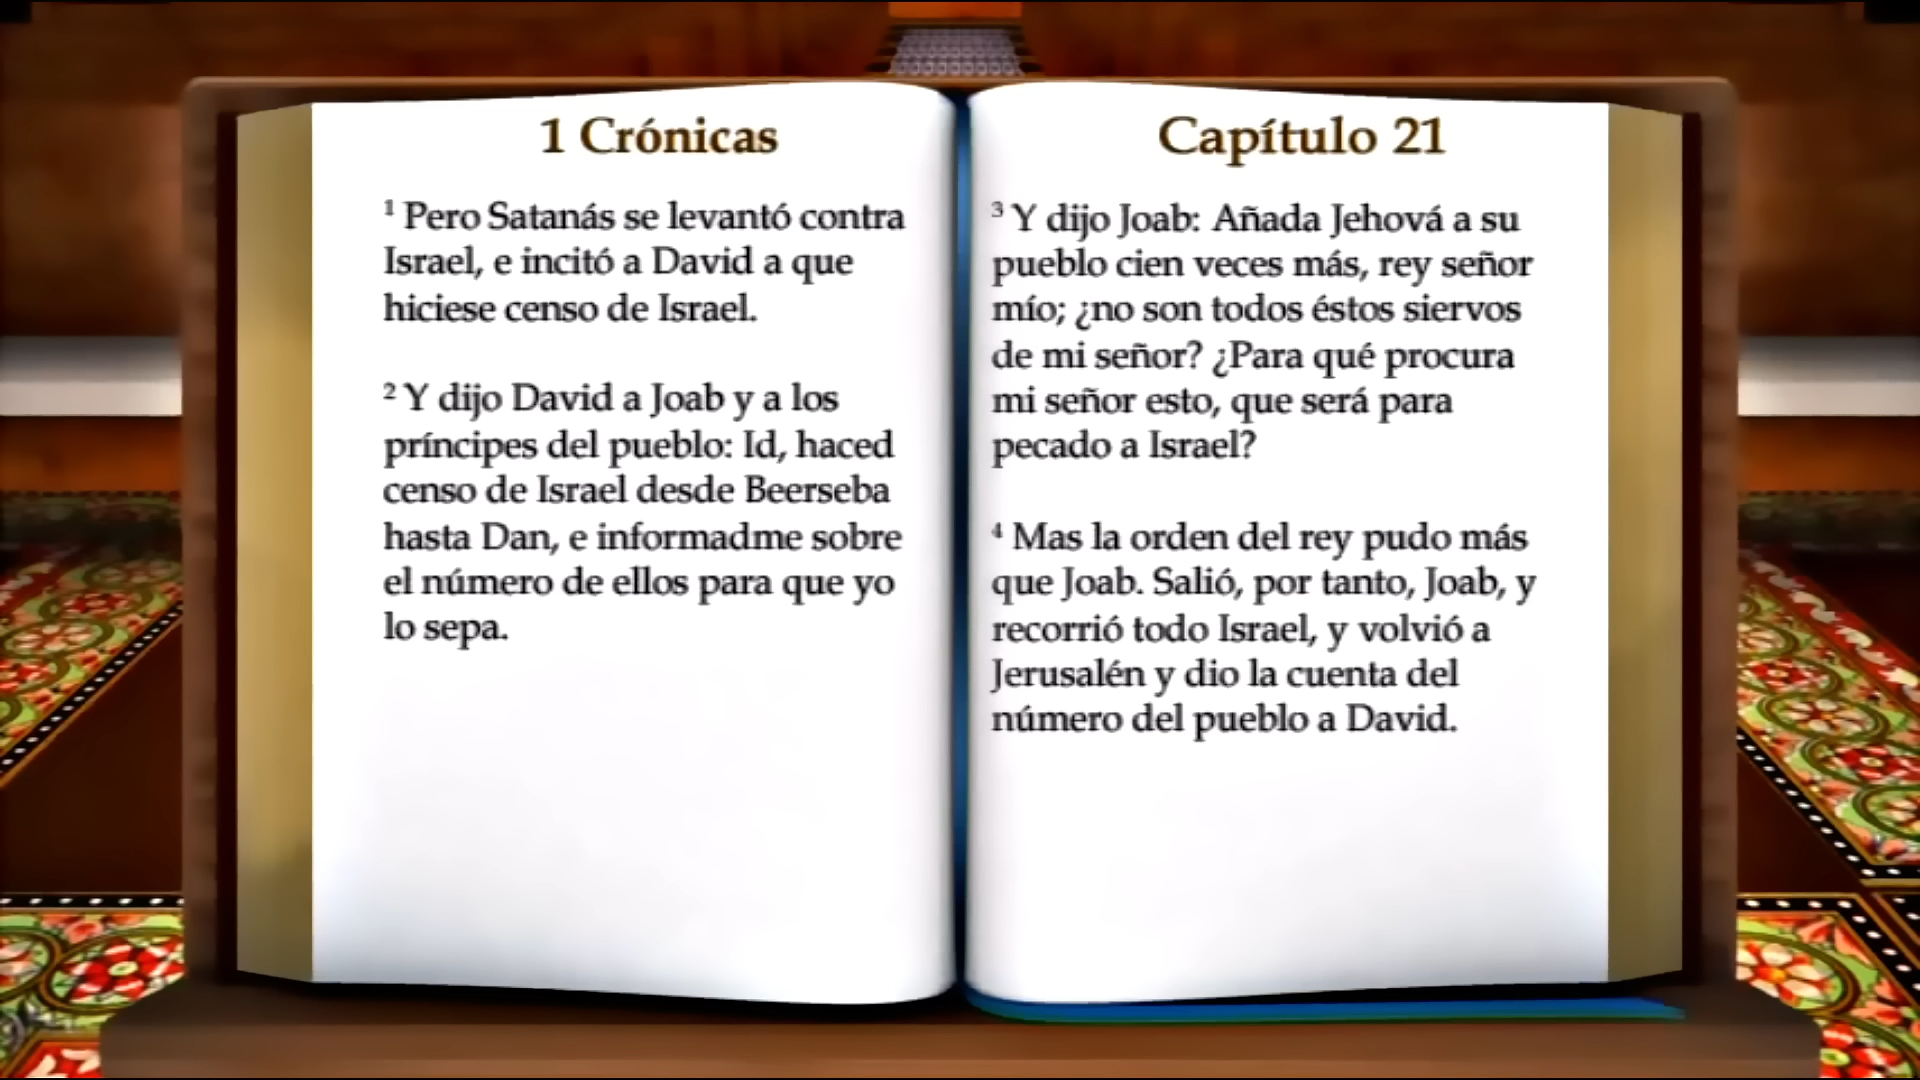 1 Crónicas
1 Pero Satanás se levantó contra
Israel, e incitó a David a que
hiciese censo de Israel.
2 Y dijo David a Joab y a los
príncipes del pueblo: Id, haced
censo de Israel desde Beerseba
hasta Dan, e informadme sobre
el número de ellos para que yo
lo sepa.
Capítulo 21
3 Y dijo Joab: Añada Jehová a su
pueblo cien veces más, rey señor
mío; ¿no son todos éstos siervos
de mi señor? ¿Para qué procura
mi señor esto, que será para
pecado a Israel?
4 Mas la orden del rey pudo más
que Joab. Salió, por tanto, Joab, y
recorrió todo Israel, y volvió a
Jerusalén y dio la cuenta del
número del pueblo a David.